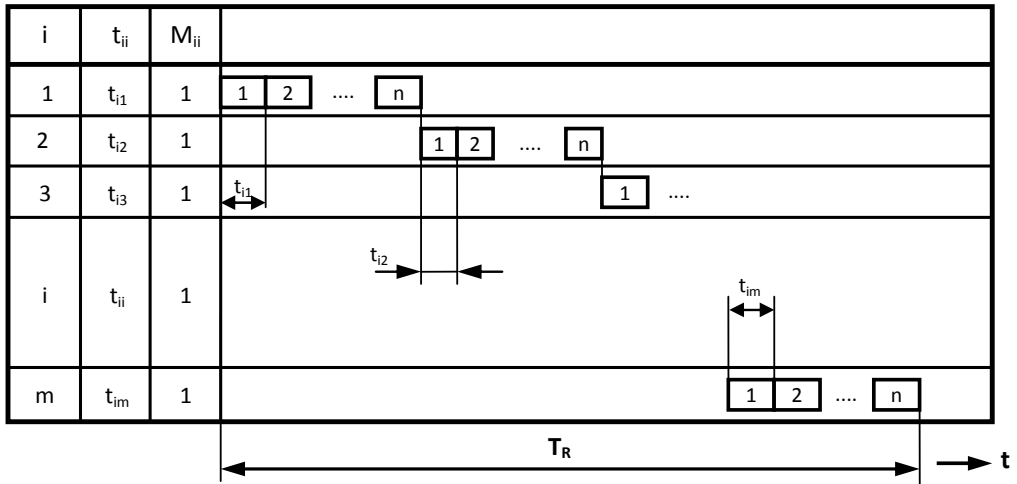 i t_ii M_ii
1 t_i1 1 1 2 .... n
2 t_i2 1 1 2 .... n
3 t_i3 1 t_i1 1 ....
t_i2
i t_ii 1 t_im
m t_im 1 1 2 .... n
T_R
t